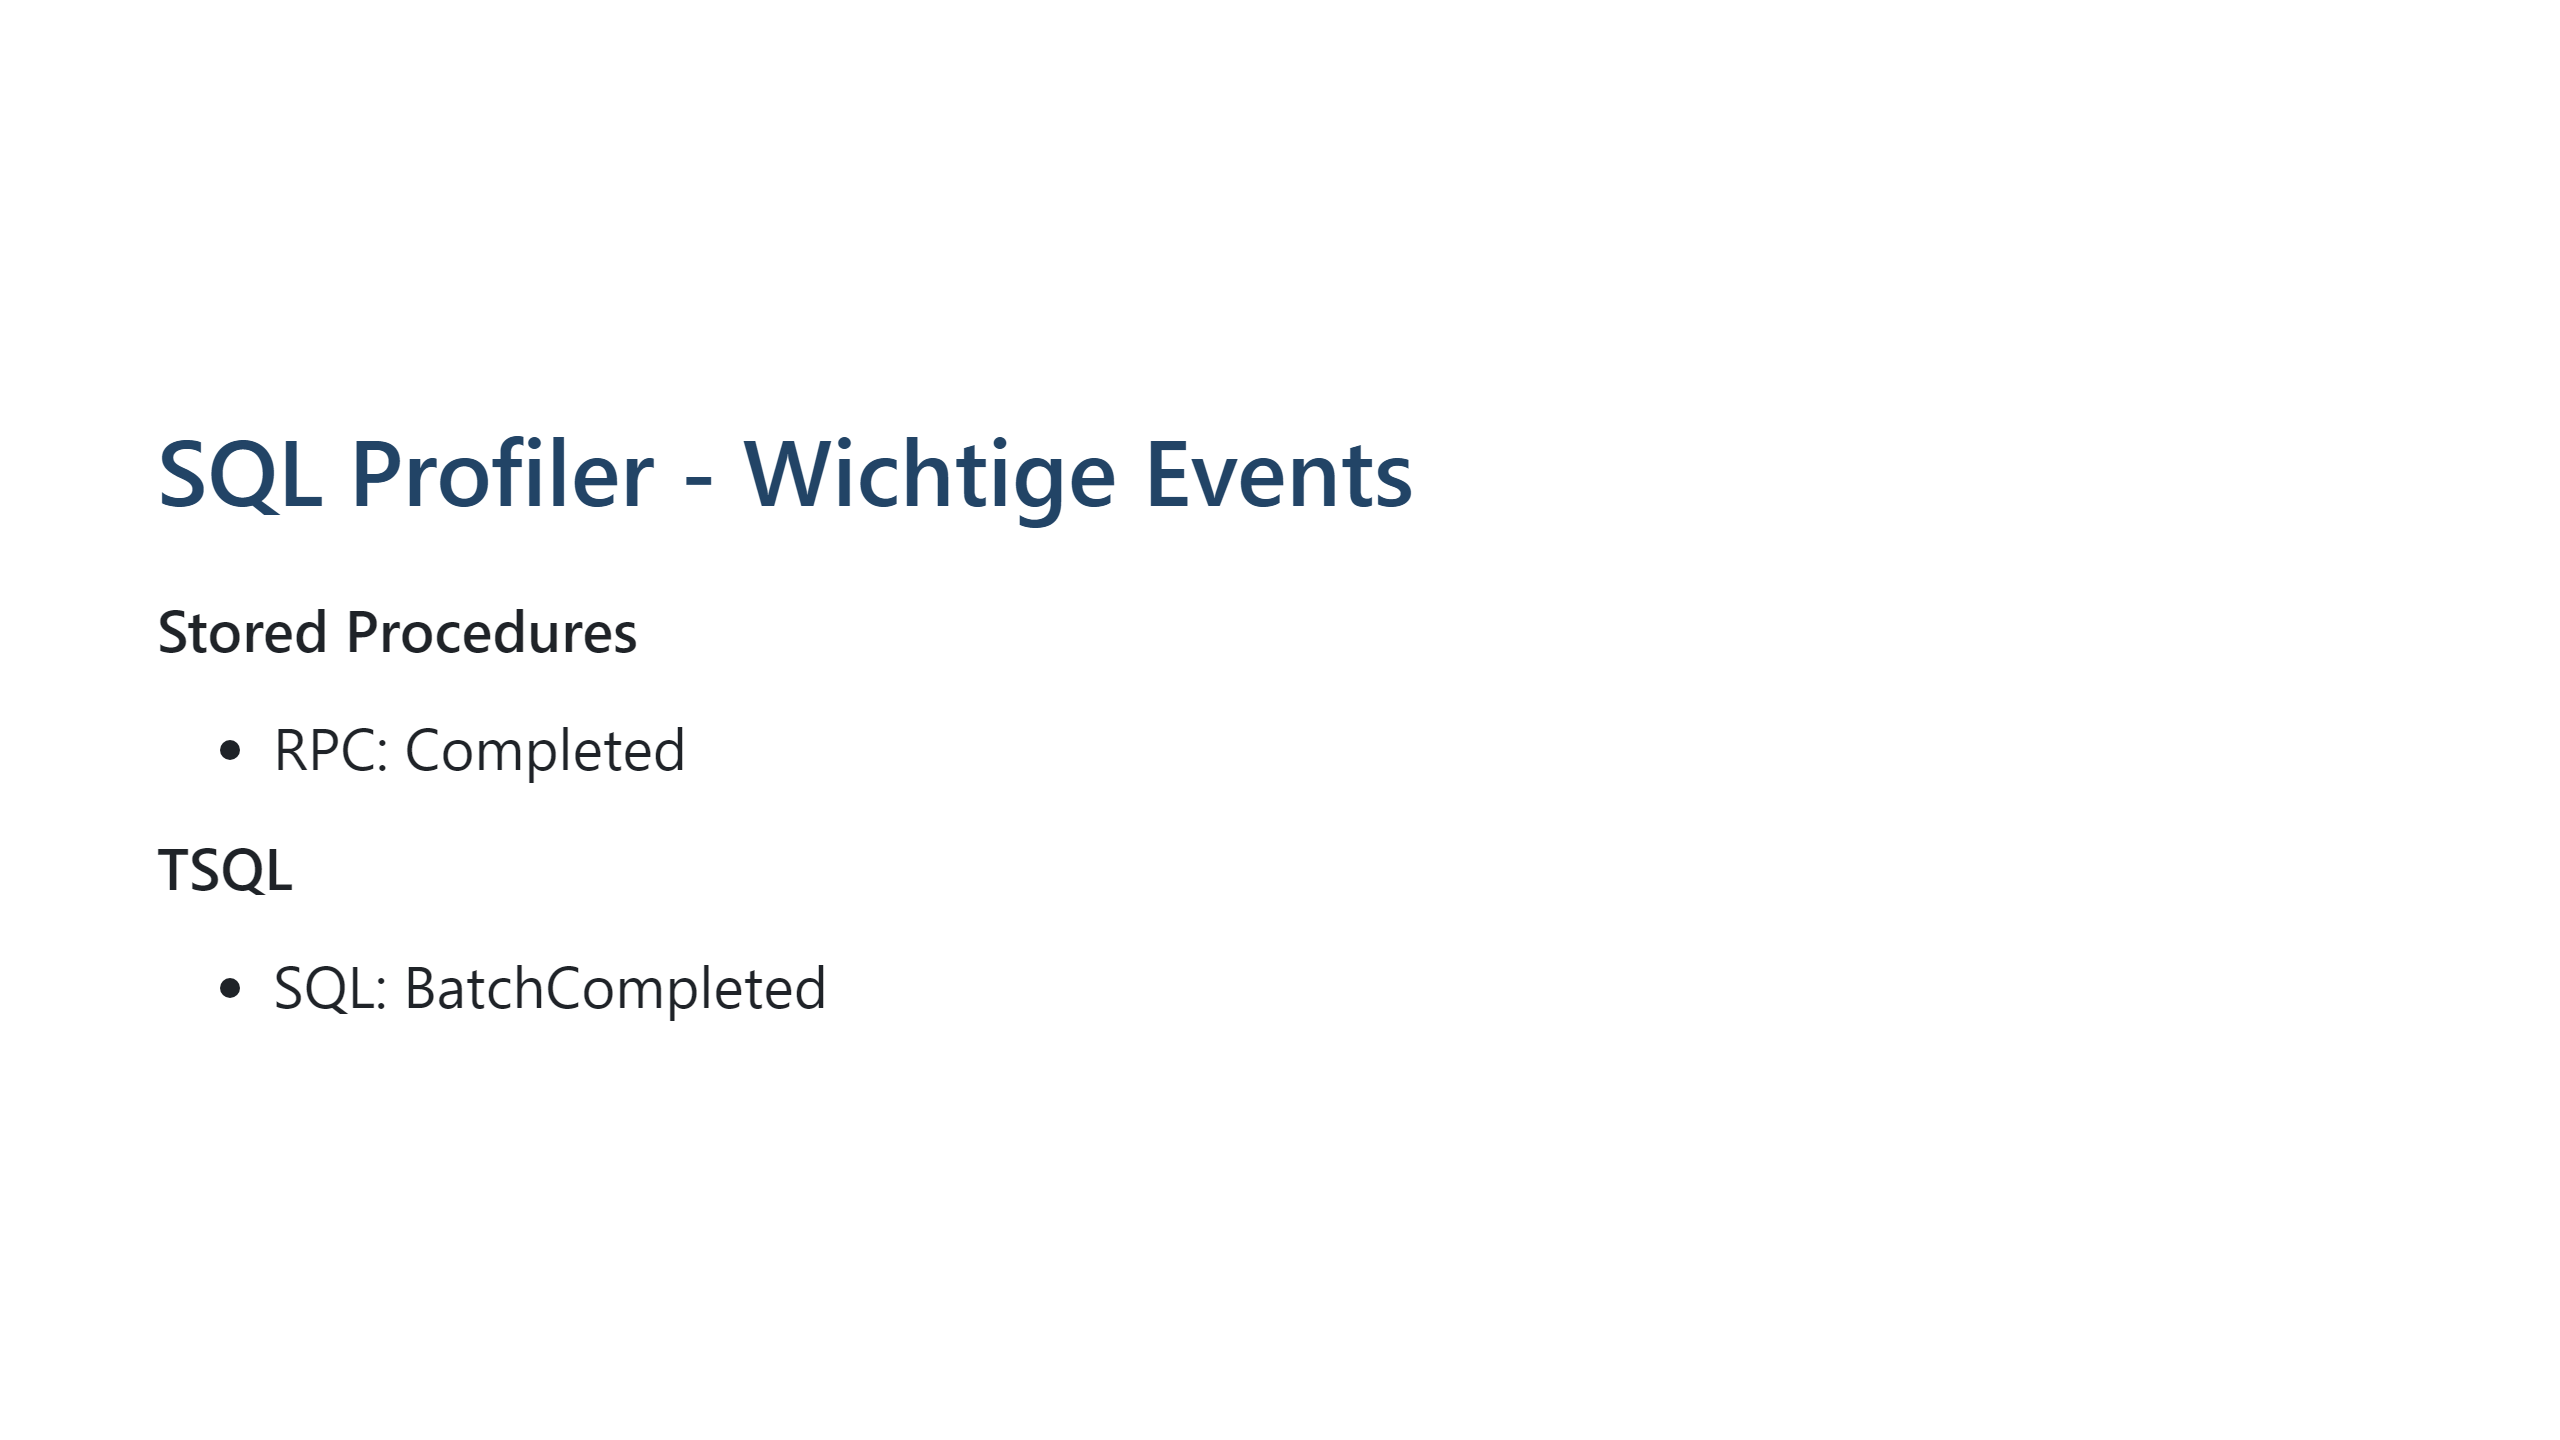 SQL Profiler - Wichtige Events
Stored Procedures
• RPC: Completed
TSQL
• SQL: BatchCompleted